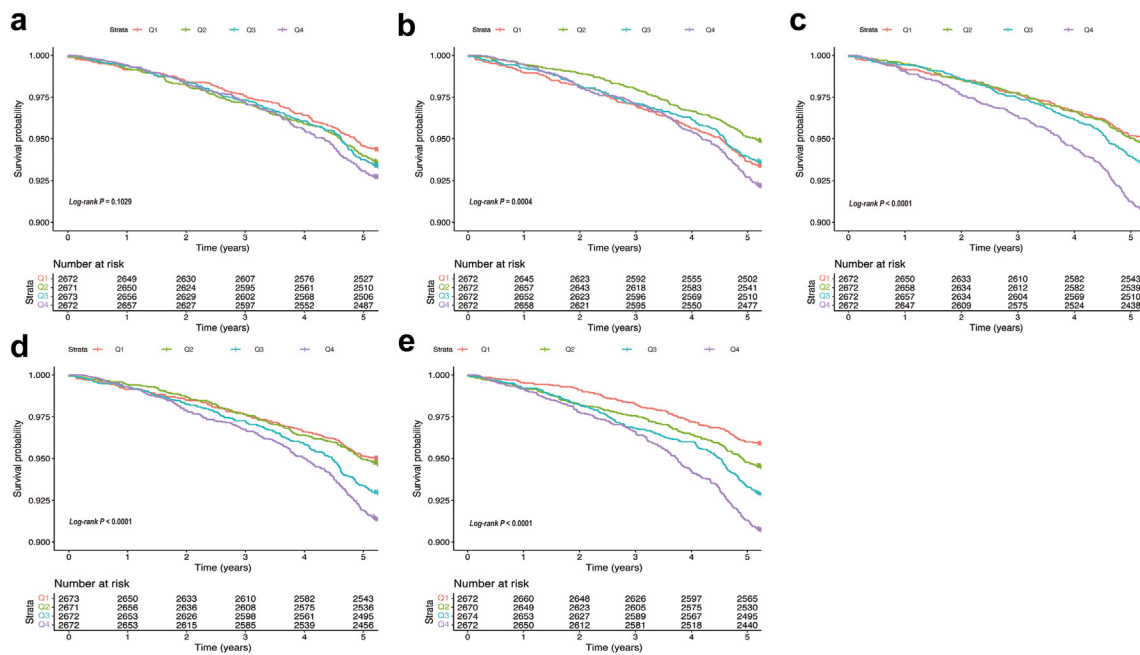 a
Strata Q1 Q2 Q3 Q4
Survival probability
1.000
0.975
0.950
0.925
0.900
Log-rank P = 0.1029
0 1 2 3 4 5
Time (years)
Number at risk
Strata
Q1 2672 2649 2630 2607 2576 2527
Q2 2671 2650 2624 2595 2561 2510
Q3 2673 2656 2629 2602 2568 2506
Q4 2672 2657 2627 2597 2552 2487
0 1 2 3 4 5
Time (years)
b
Strata Q1 Q2 Q3 Q4
Survival probability
1.000
0.975
0.950
0.925
0.900
Log-rank P = 0.0004
0 1 2 3 4 5
Time (years)
Number at risk
Strata
Q1 2672 2645 2623 2592 2555 2502
Q2 2672 2657 2643 2618 2583 2541
Q3 2672 2652 2623 2596 2569 2510
Q4 2672 2658 2621 2595 2550 2477
0 1 2 3 4 5
Time (years)
c
Strata Q1 Q2 Q3 Q4
Survival probability
1.000
0.975
0.950
0.925
0.900
Log-rank P < 0.0001
0 1 2 3 4 5
Time (years)
Number at risk
Strata
Q1 2672 2650 2633 2610 2582 2543
Q2 2672 2658 2634 2612 2582 2539
Q3 2672 2657 2634 2604 2569 2510
Q4 2672 2647 2609 2575 2524 2438
0 1 2 3 4 5
Time (years)
d
Strata Q1 Q2 Q3 Q4
Survival probability
1.000
0.975
0.950
0.925
0.900
Log-rank P < 0.0001
0 1 2 3 4 5
Time (years)
Number at risk
Strata
Q1 2673 2650 2633 2610 2582 2543
Q2 2671 2656 2636 2608 2575 2536
Q3 2672 2653 2626 2598 2561 2495
Q4 2672 2653 2615 2585 2539 2456
0 1 2 3 4 5
Time (years)
e
Strata Q1 Q2 Q3 Q4
Survival probability
1.000
0.975
0.950
0.925
0.900
Log-rank P < 0.0001
0 1 2 3 4 5
Time (years)
Number at risk
Strata
Q1 2672 2660 2648 2626 2597 2565
Q2 2670 2649 2623 2605 2575 2530
Q3 2674 2653 2627 2589 2567 2495
Q4 2672 2650 2612 2581 2518 2440
0 1 2 3 4 5
Time (years)